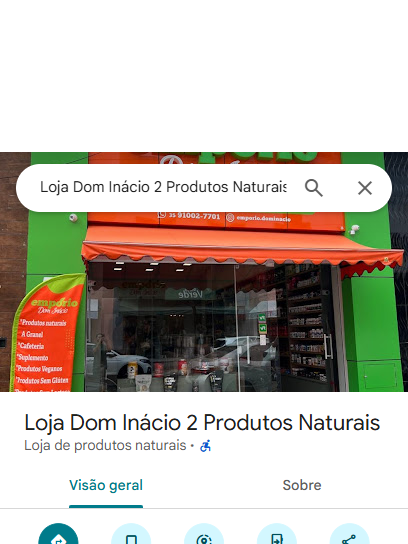 Loja Dom Inácio 2 Produtos Naturais
35 91002-7701 emporio.dominacio
Verde
emporio
Dom Inácio
*Produtos naturais
*A Granel
*Cafeteria
*Suplemento
*Produtos Veganos
*Produtos Sem Glúten
Loja Dom Inácio 2 Produtos Naturais
Loja de produtos naturais •
Visão geral Sobre